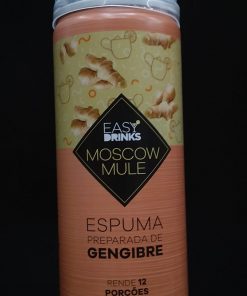 EASY
DRINKS
MOSCOW
MULE
ESPUMA
PREPARADA DE
GENGIBRE
RENDE 12
PORÇÕES